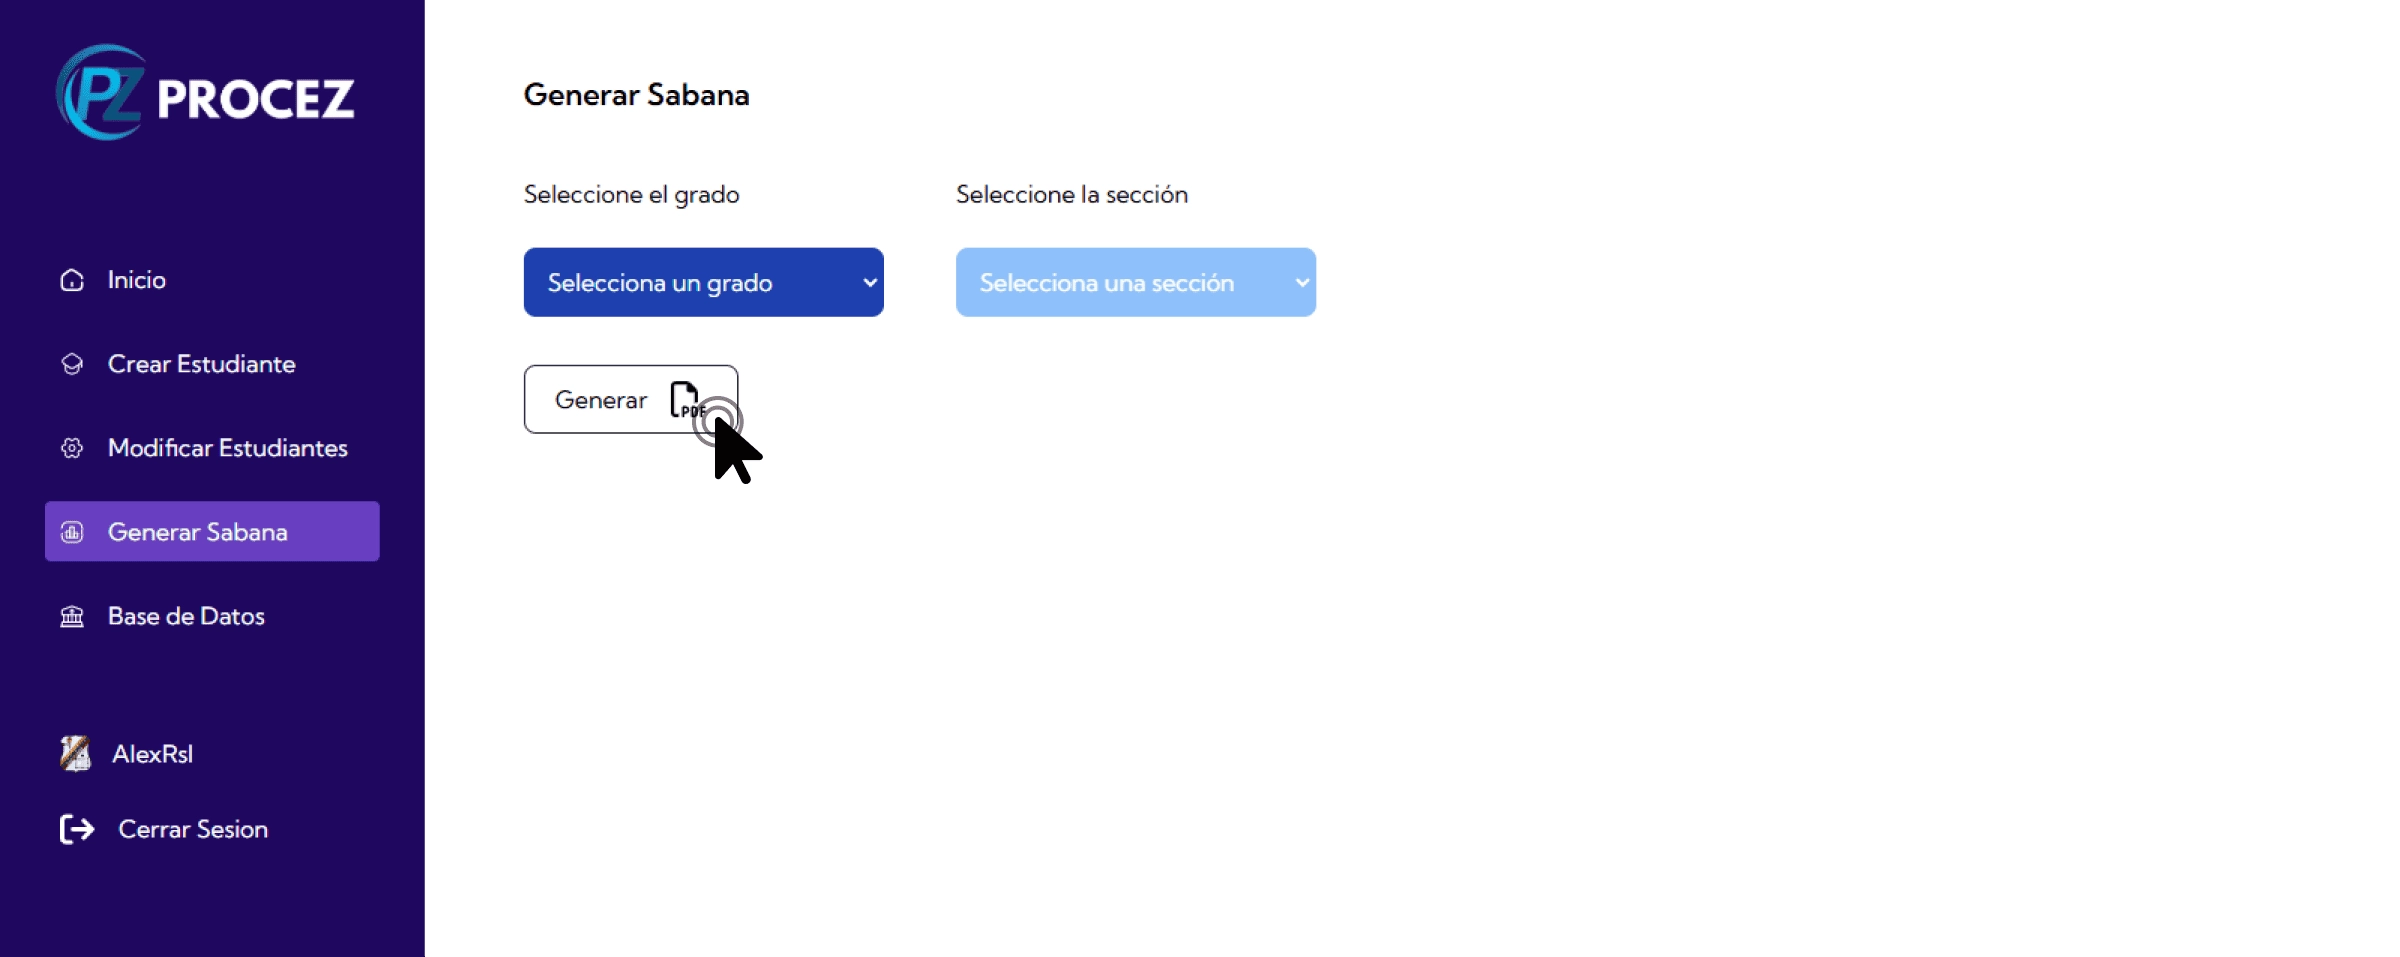 PZ PROCEZ
Inicio
Crear Estudiante
Modificar Estudiantes
Generar Sabana
Base de Datos
AlexRsl
Cerrar Sesion
Generar Sabana
Seleccione el grado
Seleccione la sección
Selecciona un grado
Selecciona una sección
Generar PDF